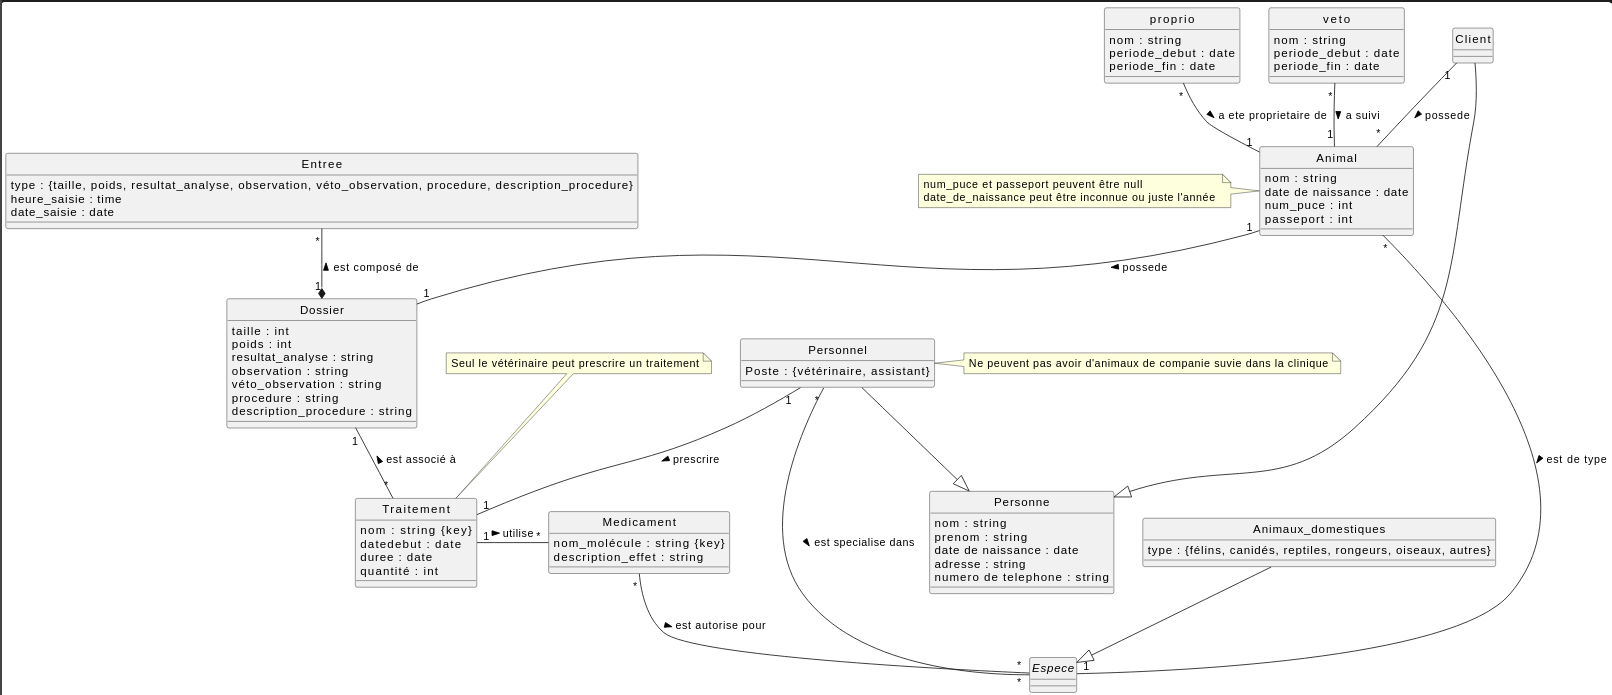 proprio
nom : string
periode_debut : date
periode_fin : date
veto
nom : string
periode_debut : date
periode_fin : date
Client
1
*
*
a ete proprietaire de
a suivi
possede
1
1
*
Entree
type : {taille, poids, resultat_analyse, observation, véto_observation, procedure, description_procedure}
heure_saisie : time
date_saisie : date
num_puce et passeport peuvent être null
date_de_naissance peut être inconnue ou juste l'année
Animal
nom : string
date de naissance : date
num_puce : int
passeport : int
*
1
*
est composé de
possede
1
1
Dossier
taille : int
poids : int
resultat_analyse : string
observation : string
véto_observation : string
procedure : string
description_procedure : string
Seul le vétérinaire peut prescrire un traitement
Personnel
Poste : {vétérinaire, assistant}
Ne peuvent pas avoir d'animaux de companie suvie dans la clinique
1
1
*
est associé à
prescrire
est de type
*
1
Traitement
nom : string {key}
datedebut : date
duree : date
quantité : int
1
utilise
*
Medicament
nom_molécule : string {key}
description_effet : string
est specialise dans
Personne
nom : string
prenom : string
date de naissance : date
adresse : string
numero de telephone : string
Animaux_domestiques
type : {félins, canidés, reptiles, rongeurs, oiseaux, autres}
*
est autorise pour
*
*
1
Espece